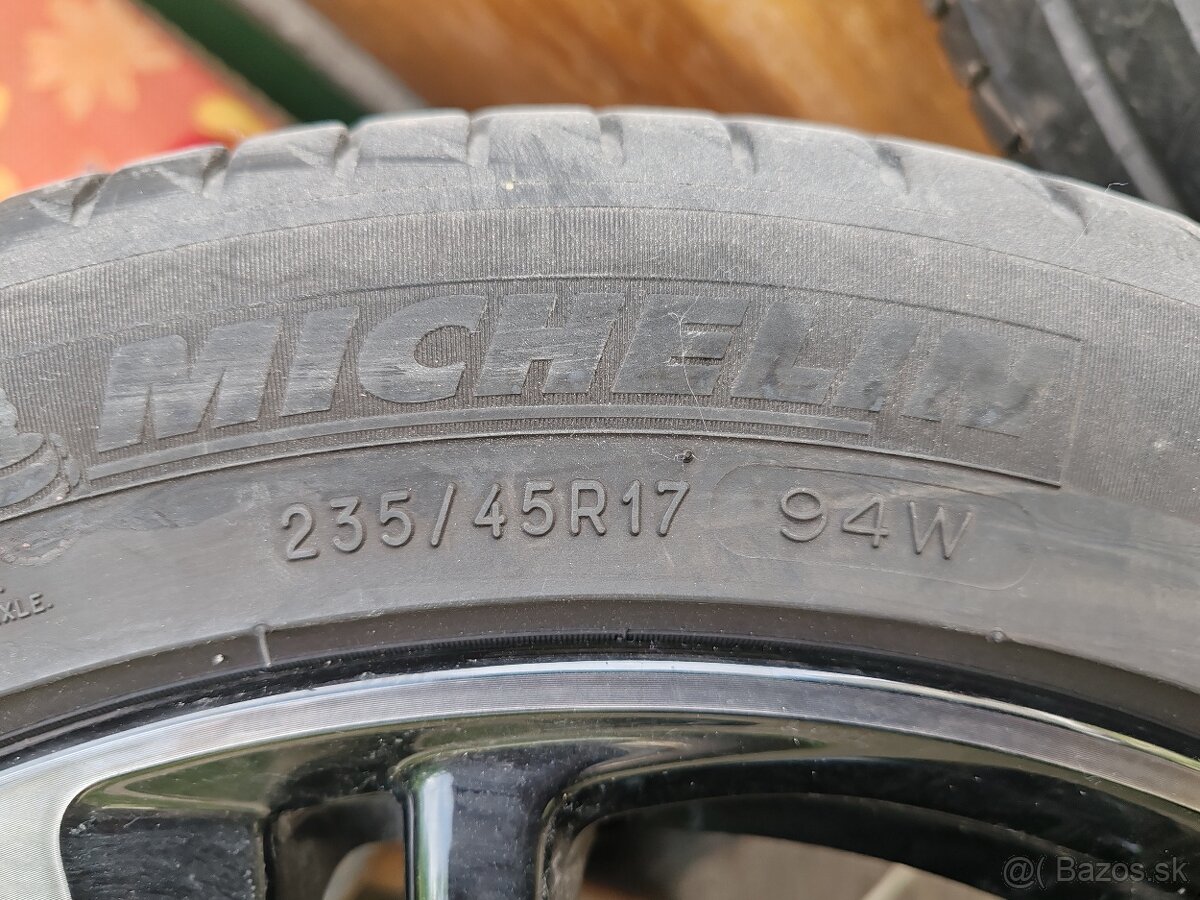 MICHELIN
235/45R17 94W
XLE.
@( Bazos.sk